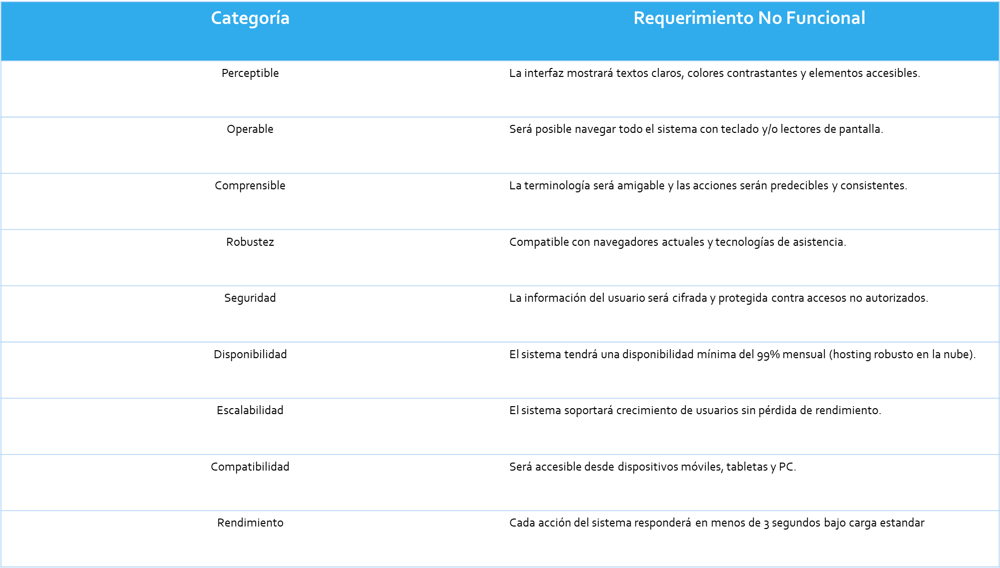 Categoría Requerimiento No Funcional
Perceptible La interfaz mostrará textos claros, colores contrastantes y elementos accesibles.
Operable Será posible navegar todo el sistema con teclado y/o lectores de pantalla.
Comprensible La terminología será amigable y las acciones serán predecibles y consistentes.
Robustez Compatible con navegadores actuales y tecnologías de asistencia.
Seguridad La información del usuario será cifrada y protegida contra accesos no autorizados.
Disponibilidad El sistema tendrá una disponibilidad mínima del 99% mensual (hosting robusto en la nube).
Escalabilidad El sistema soportará crecimiento de usuarios sin pérdida de rendimiento.
Compatibilidad Será accesible desde dispositivos móviles, tabletas y PC.
Rendimiento Cada acción del sistema responderá en menos de 3 segundos bajo carga estandar